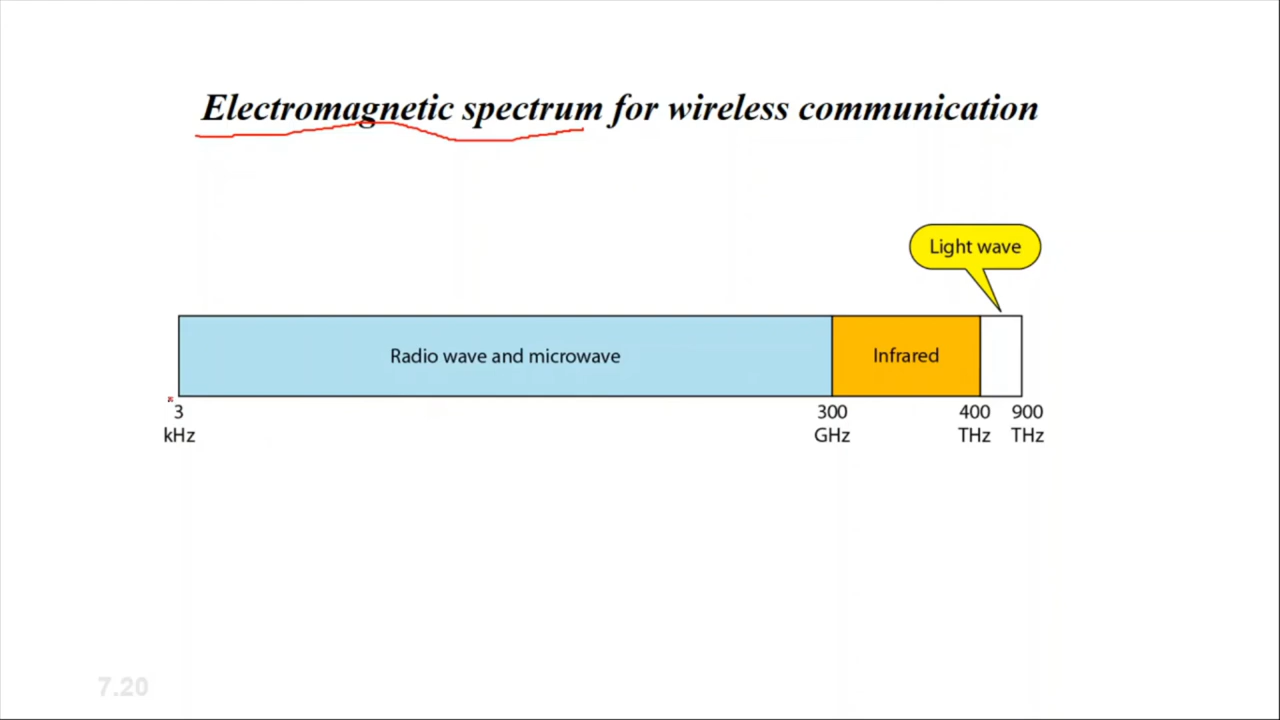 Electromagnetic spectrum for wireless communication
Light wave
Radio wave and microwave
Infrared
3 kHz
300 GHz
400 THz
900 THz
7.20